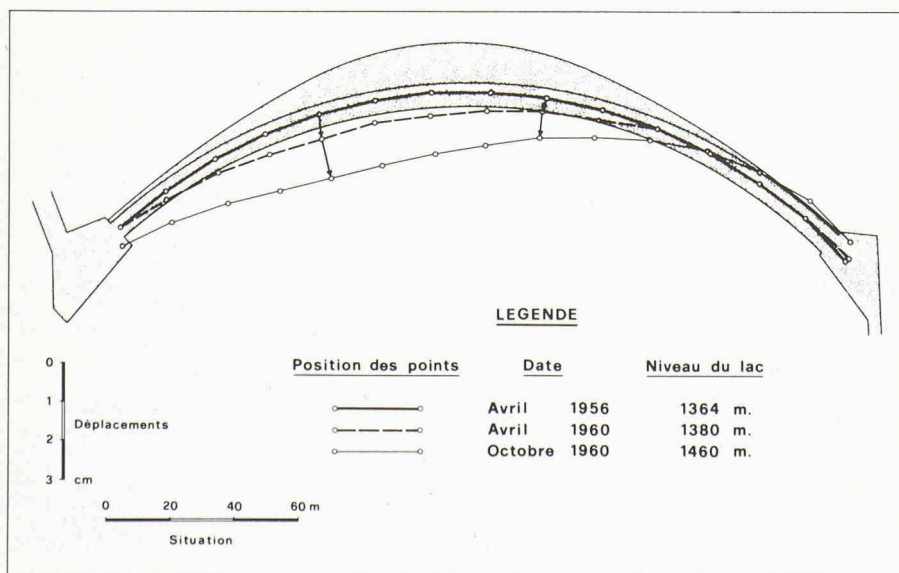 LEGENDE
Position des points Date Niveau du lac
Avril 1956 1364 m.
Avril 1960 1380 m.
Octobre 1960 1460 m.
0
1
2
3 cm
Déplacements
0 20 40 60 m
Situation